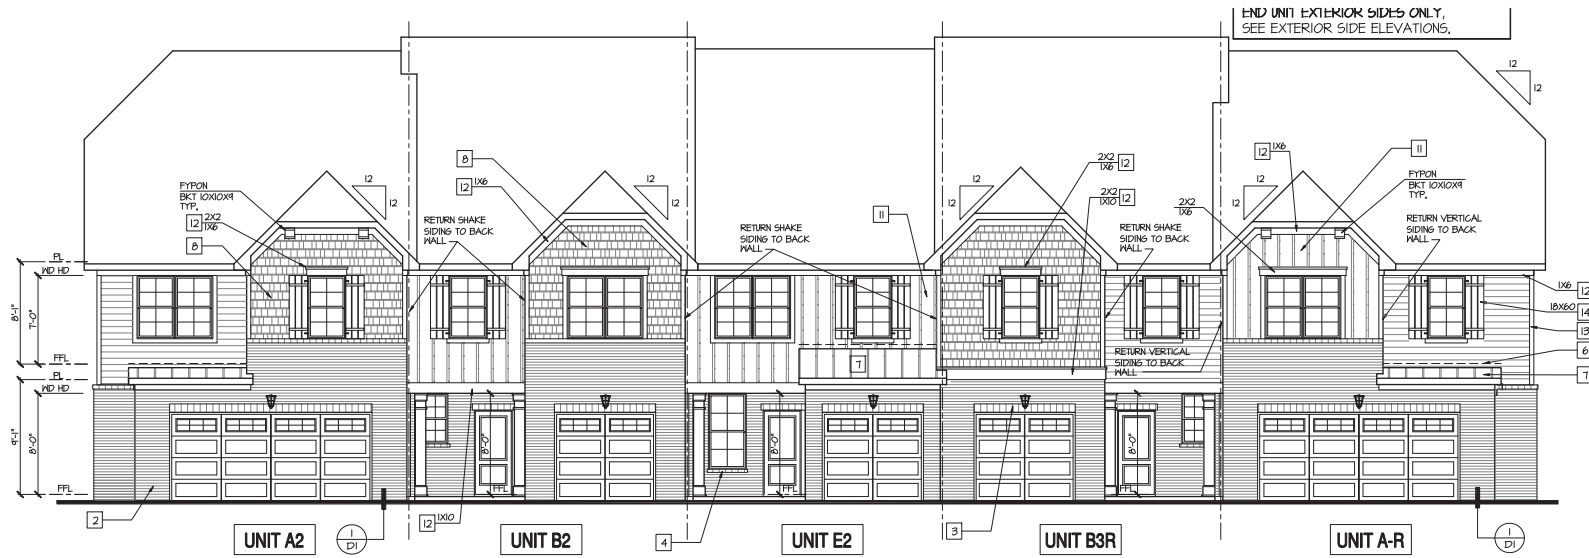 END UNIT EXTERIOR SIDES ONLY,
SEE EXTERIOR SIDE ELEVATIONS.
12
12
FYPON
BKT 10X10X9
TYP.
12
2X2
1X6
8
12
12
8
12
1X6
RETURN SHAKE
SIDING TO BACK
WALL
12
12
RETURN SHAKE
SIDING TO BACK
WALL
11
12
12
2X2
1X6
12
2X2
1X10
12
RETURN SHAKE
SIDING TO BACK
WALL
2X2
1X6
12
12
12
1X6
11
FYPON
BKT 10X10X9
TYP.
RETURN VERTICAL
SIDING TO BACK
WALL
PL
WD HD
8'-1"
7'-0"
FFL
PL
WD HD
9'-1"
8'-0"
FFL
7
RETURN VERTICAL
SIDING TO BACK
WALL
1X6
12
18X60
14
13
6
7
8'-0"
FFL
8'-0"
FFL
8'-0"
FFL
2
12
1X10
4
3
UNIT A2
1
D1
UNIT B2
UNIT E2
UNIT B3R
UNIT A-R
1
D1